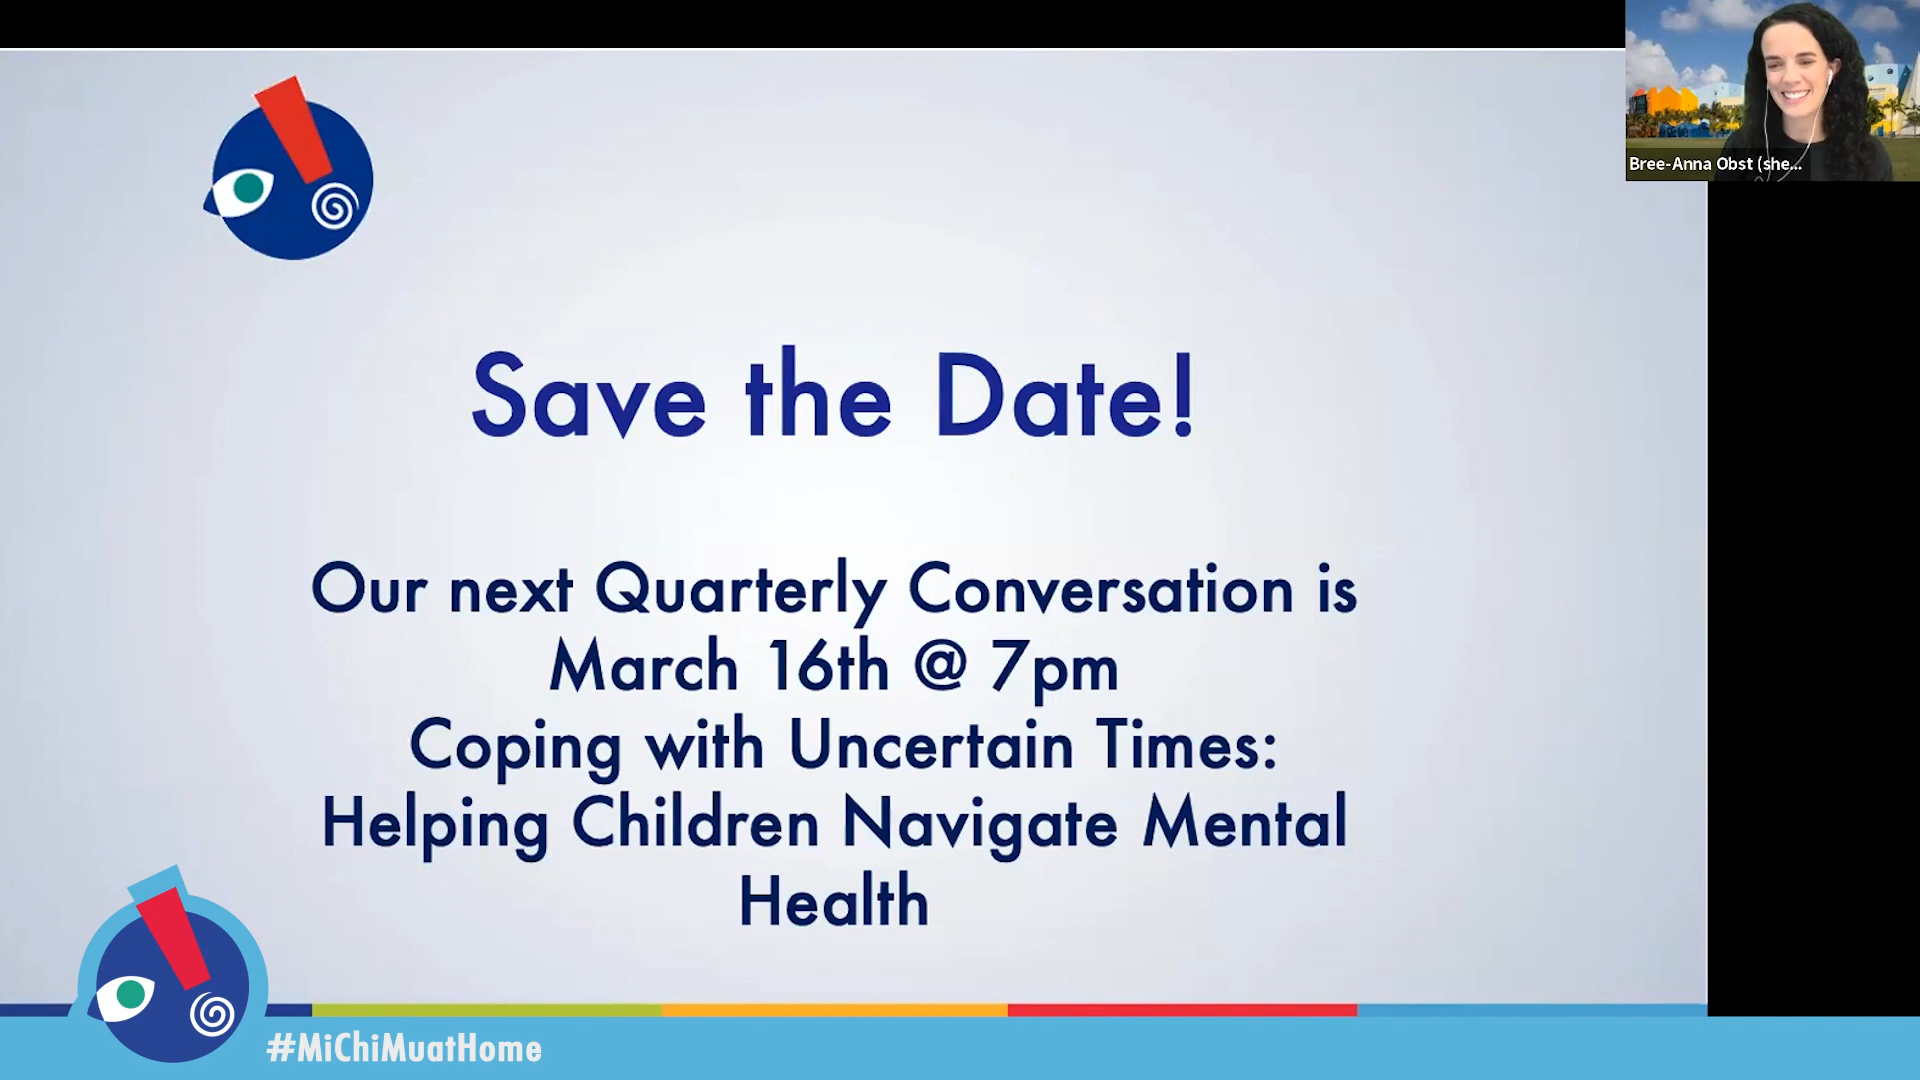 Bree-Anna Obst (she...
Save the Date!
Our next Quarterly Conversation is
March 16th @ 7pm
Coping with Uncertain Times:
Helping Children Navigate Mental
Health
#MiChiMuatHome